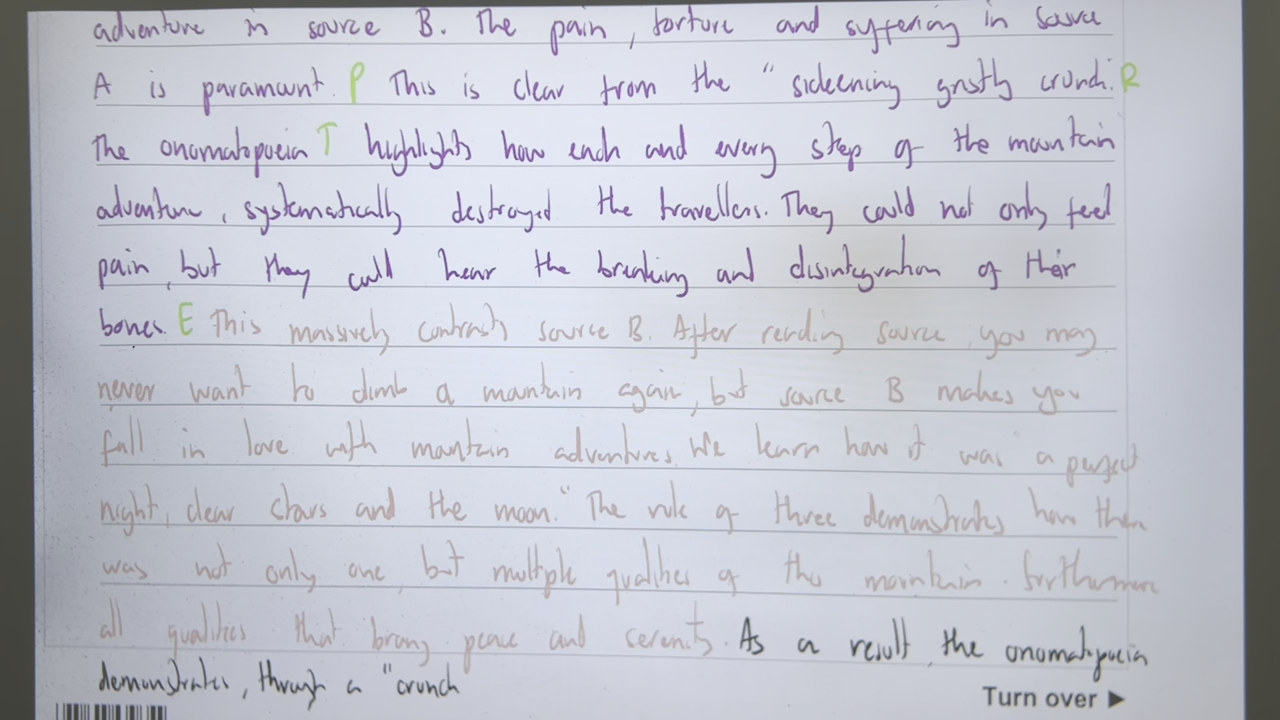 adventure in source B. The pain, torture and suffering in source
A is paramount. P This is clear from the "sickening gristly crunch." R
The onomatopoeia T highlights how each and every step of the mountain
adventure, systematically destroyed the travellers. They could not only feel
pain, but they could hear the breaking and disintegration of their
bones. E This massively contrasts source B. After reading source, you may
never want to climb a mountain again, but source B makes you
fall in love with mountain adventures. We learn how it was a perfect
night, clear stars and the moon." The rule of three demonstrates how there
was not only one, but multiple qualities of the mountain. furthermore
all qualities that bring peace and serenity. As a result, the onomatopoeia
demonstrates, through a "crunch
Turn over ►